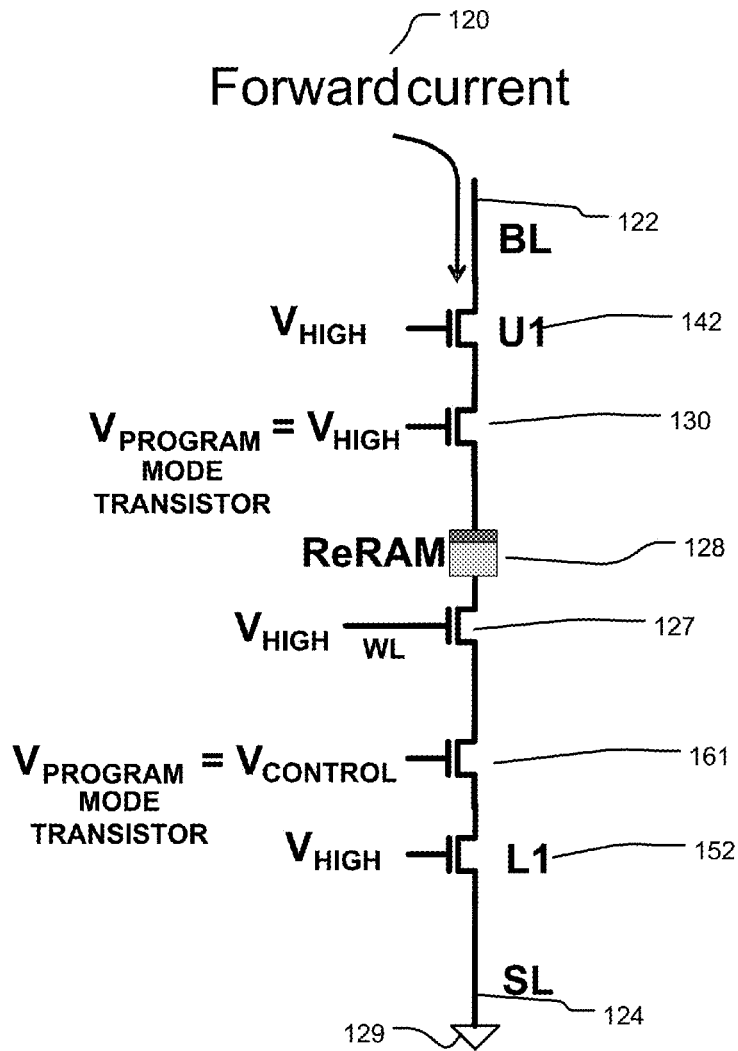 120
Forward current
122
BL
VHIGH
U1
142
VPROGRAM = VHIGH
MODE
TRANSISTOR
130
ReRAM
128
VHIGH
WL
127
VPROGRAM = VCONTROL
MODE
TRANSISTOR
161
VHIGH
L1
152
SL
124
129